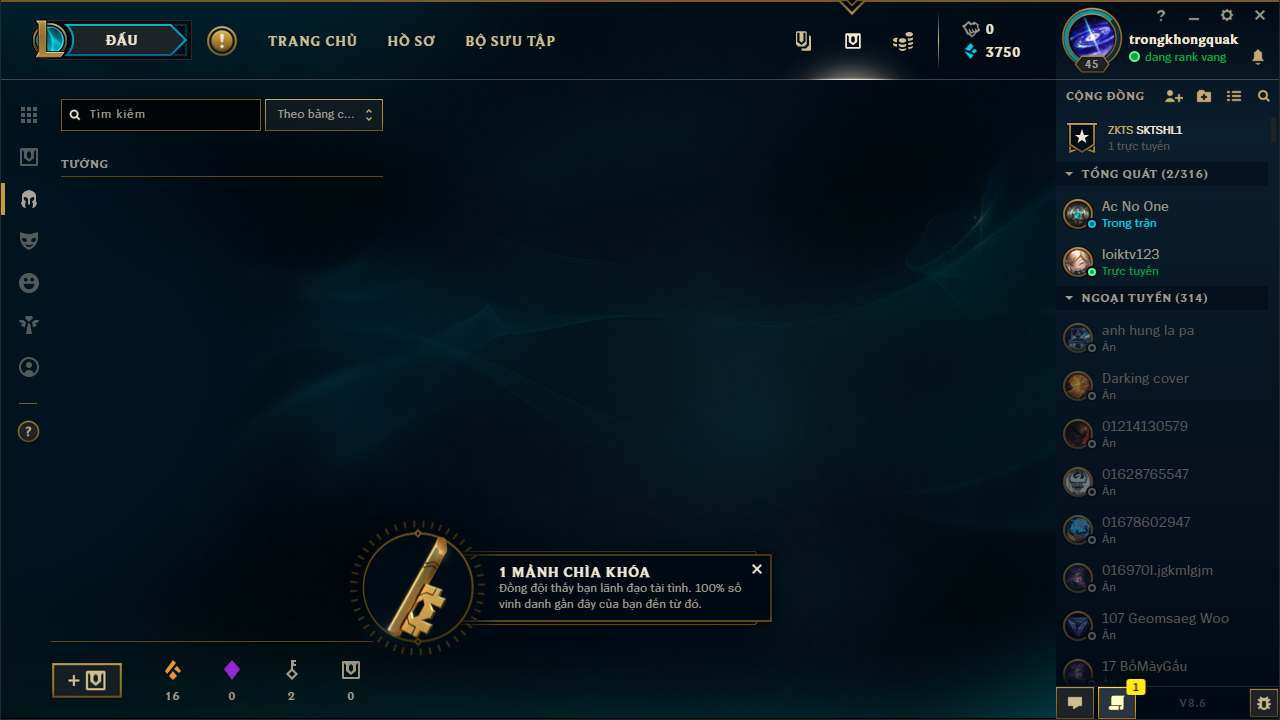 ĐẤU
TRANG CHỦ
HỒ SƠ
BỘ SƯU TẬP
0
3750
45
trongkhongquak
đang rank vang
Tìm kiếm
Theo bảng c...
TƯỚNG
1 MẢNH CHÌA KHÓA
Đồng đội thấy bạn lãnh đạo tài tình. 100% số
vinh danh gần đây của bạn đến từ đó.
16
0
2
0
CỘNG ĐỒNG
ZKTS SKTSHL1
1 trực tuyến
TỔNG QUÁT (2/316)
Ac No One
Trong trận
loiktv123
Trực tuyến
NGOẠI TUYẾN (314)
anh hung la pa
Ẩn
Darking cover
Ẩn
01214130579
Ẩn
01628765547
Ẩn
01678602947
Ẩn
016970l.jgkmlgjm
Ẩn
107 Geomsaeg Woo
Ẩn
17 BốMàyGấu
Ẩn
1
V8.6